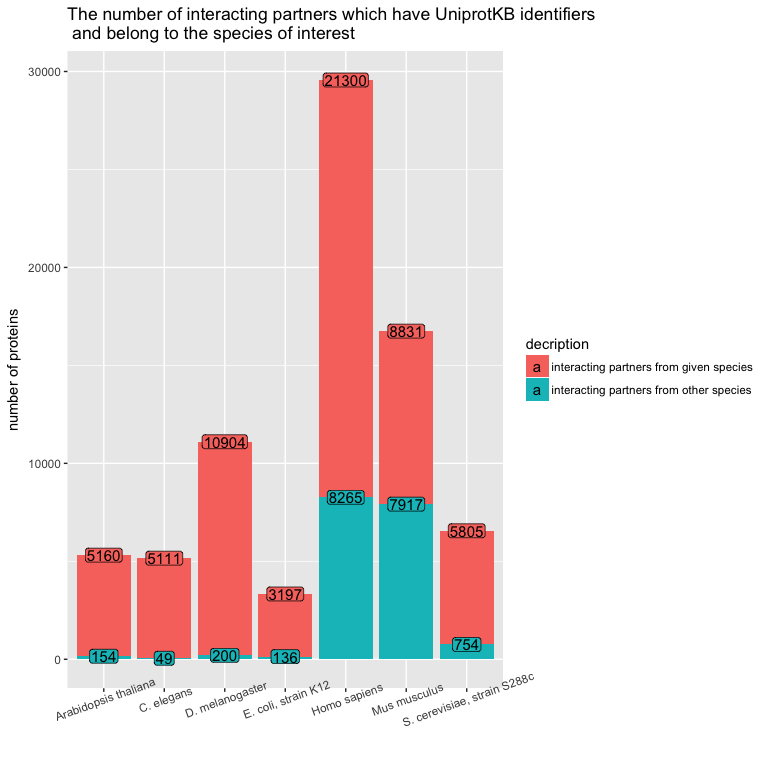 The number of interacting partners which have UniprotKB identifiers
and belong to the species of interest
number of proteins
30000
20000
10000
0
21300
8831
10904
8265
7917
5160
5111
5805
3197
154
49
200
136
754
Arabidopsis thaliana
C. elegans
D. melanogaster
E. coli, strain K12
Homo sapiens
Mus musculus
S. cerevisiae, strain S288c
decription
a interacting partners from given species
a interacting partners from other species